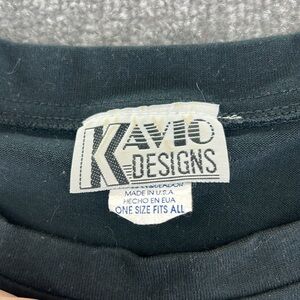 KAVIO
DESIGNS
MADE IN U.S.A
HECHO EN EUA
ONE SIZE FITS ALL